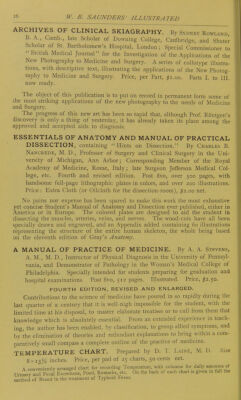 26 W. B. SAUNDERS' ILLUSTRATED
ARCHIVES OF CLINICAL SKIAGRAPHY. By SYDNEY ROWLAND,
B. A., Camb., late Scholar of Downing College, Cambridge, and Shuter
Scholar of St. Bartholomew's Hospital, London; Special Commissioner to
"British Medical Journal" for the Investigation of the Applications of the
New Photography to Medicine and Surgery. A series of collotype illustra-
tions, with descriptive text, illustrating the applications of the New Photog-
raphy to Medicine and Surgery. Price, per Part, $1.00. Parts I. to III.
now ready.
The object of this publication is to put on record in permanent form some of
the most striking applications of the new photography to the needs of Medicine
and Surgery.
The progress of this new art has been so rapid that, although Prof. Röntgen's
discovery is only a thing of yesterday, it has already taken its place among the
approved and accepted aids to diagnosis.
ESSENTIALS OF ANATOMY AND MANUAL OF PRACTICAL
DISSECTION, containing "Hints on Dissection." By CHARLES B.
NANCREDE, M. D., Professor of Surgery and Clinical Surgery in the Uni-
versity of Michigan, Ann Arbor; Corresponding Member of the Royal
Academy of Medicine, Rome, Italy; late Surgeon Jefferson Medical Col-
lege, etc. Fourth and revised edition. Post 8vo, over 500 pages, with
handsome full-page lithographic plates in colors, and over 200 illustrations.
Price: Extra Cloth (or Oilcloth for the dissection-room), $2.00 net.
No pains nor expense has been spared to make this work the most exhaustive
yet concise Student's Manual of Anatomy and Dissection ever published, either in
America or in Europe. The colored plates are designed to aid the student in
dissecting the muscles, arteries, veins, and nerves. The wood-cuts have all been
specially drawn and engraved, and an Appendix added containing 60 illustrations
representing the structure of the entire human skeleton, the whole being based
on the eleventh edition of Gray's Anatomy.
A MANUAL OF PRACTICE OF MEDICINE. By A. A. STEVENS,
A. M., M. D., Instructor of Physical Diagnosis in the University of Pennsyl-
vania, and Demonstrator of Pathology in the Woman's Medical College of
Philadelphia. Specially intended for students preparing for graduation and
hospital examinations. Post 8vo, 512 pages. Illustrated. Price, $2.50.
FOURTH EDITION, REVISED AND ENLARGED.
Contributions to the science of medicine have poured in so rapidly during the
last quarter of a century that it is well nigh impossible for the student, with the
limited time at his disposal, to master elaborate treatises or to cull from them that
knowledge which is absolutely essential. From an extended experience in teach-
ing, the author has been enabled, by classification, to group allied symptoms, and
by the elimination of theories and redundant explanations to bring within a com-
paratively small compass a complete outline of the practice of medicine.
TEMPERATURE CHART. Prepared by D. T. LAINÉ, M. D. Size
8 × 13½ inches. Price, per pad of 25 charts, 50 cents net.
A conveniently arranged chart for recording Temperature, with columns for daily amounts of
Urinary and Fecal Excretions, Food, Remarks, etc. On the back of each chart is given in full the
method of Brand in the treatment of Typhoid Fever.